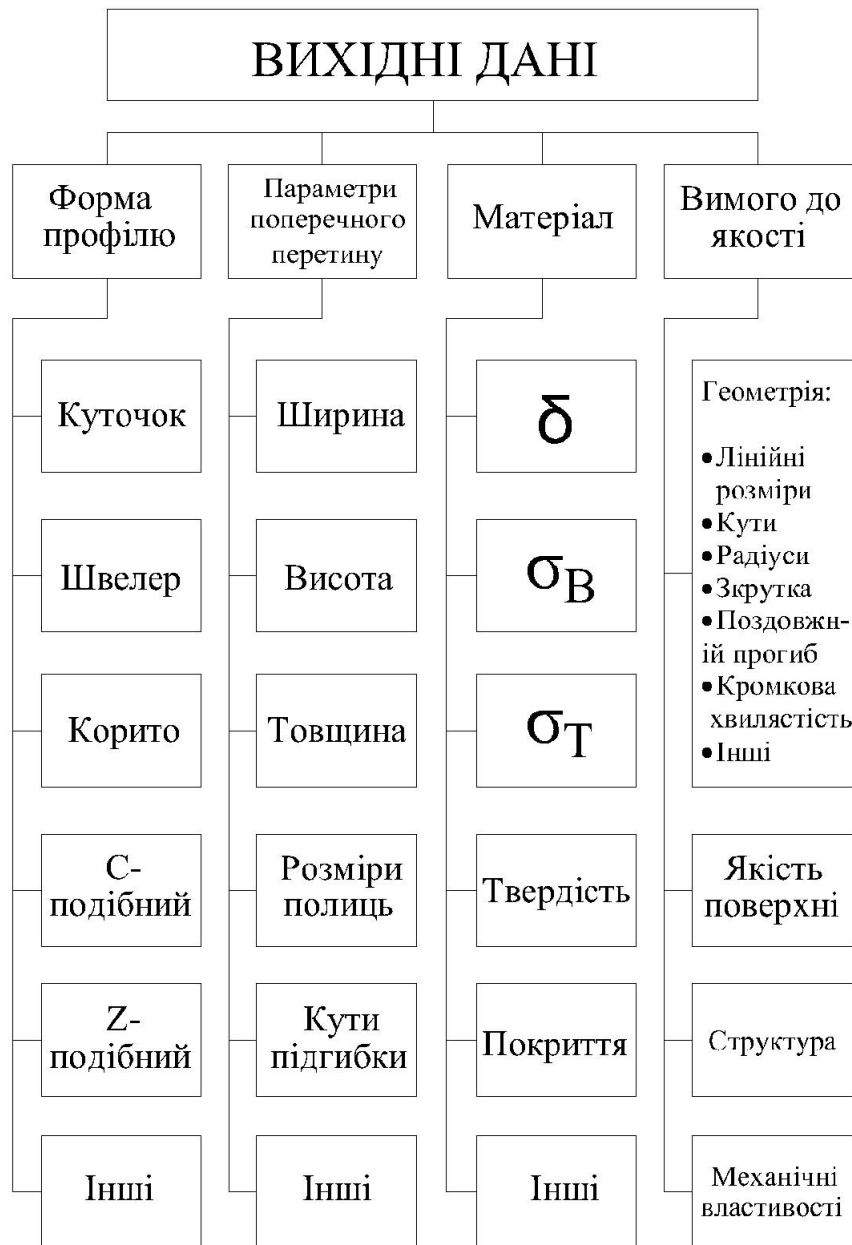 ВИХІДНІ ДАНІ
Форма
профілю
Куточок
Швелер
Корито
С-
подібний
Z-
подібний
Інші
Параметри
поперечного
перетину
Ширина
Висота
Товщина
Розміри
полиць
Кути
підгибки
Інші
Матеріал
δ
σВ
σТ
Твердість
Покриття
Інші
Вимого до
якості
Геометрія:
•Лінійні
розміри
•Кути
•Радіуси
•Зкрутка
•Поздовжн-
ій прогиб
•Кромкова
хвилястість
•Інші
Якість
поверхні
Структура
Механічні
властивості